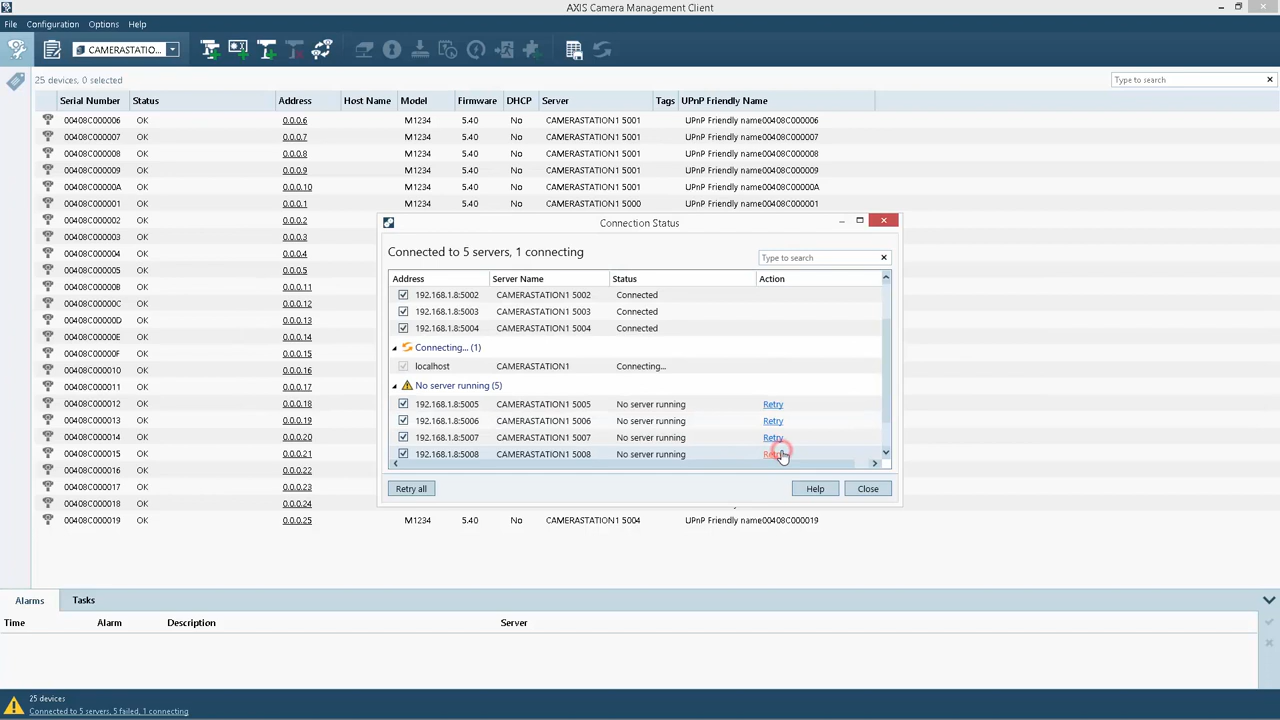 AXIS Camera Management Client
File Configuration Options Help
CAMERASTATIO...
25 devices, 0 selected
Type to search
Serial Number Status Address Host Name Model Firmware DHCP Server Tags UPnP Friendly Name
00408C000006 OK 0.0.0.6 M1234 5.40 No CAMERASTATION1 5001 UPnP Friendly name00408C000006
00408C000007 OK 0.0.0.7 M1234 5.40 No CAMERASTATION1 5001 UPnP Friendly name00408C000007
00408C000008 OK 0.0.0.8 M1234 5.40 No CAMERASTATION1 5001 UPnP Friendly name00408C000008
00408C000009 OK 0.0.0.9 M1234 5.40 No CAMERASTATION1 5001 UPnP Friendly name00408C000009
00408C00000A OK 0.0.0.10 M1234 5.40 No CAMERASTATION1 5001 UPnP Friendly name00408C00000A
00408C000001 OK 0.0.0.1 M1234 5.40 No CAMERASTATION1 5000 UPnP Friendly name00408C000001
00408C000002 OK 0.0.0.2
00408C000003 OK 0.0.0.3
00408C000004 OK 0.0.0.4
00408C000005 OK 0.0.0.5
00408C00000B OK 0.0.0.11
00408C00000C OK 0.0.0.12
00408C00000D OK 0.0.0.13
00408C00000E OK 0.0.0.14
00408C00000F OK 0.0.0.15
00408C000010 OK 0.0.0.16
00408C000011 OK 0.0.0.17
00408C000012 OK 0.0.0.18
00408C000013 OK 0.0.0.19
00408C000014 OK 0.0.0.20
00408C000015 OK 0.0.0.21
00408C000016 OK 0.0.0.22
00408C000017 OK 0.0.0.23
00408C000018 OK 0.0.0.24
00408C000019 OK 0.0.0.25 M1234 5.40 No CAMERASTATION1 5004 UPnP Friendly name00408C000019
Connection Status
Connected to 5 servers, 1 connecting
Type to search
Address Server Name Status Action
192.168.1.8:5002 CAMERASTATION1 5002 Connected
192.168.1.8:5003 CAMERASTATION1 5003 Connected
192.168.1.8:5004 CAMERASTATION1 5004 Connected
Connecting... (1)
localhost CAMERASTATION1 Connecting...
No server running (5)
192.168.1.8:5005 CAMERASTATION1 5005 No server running Retry
192.168.1.8:5006 CAMERASTATION1 5006 No server running Retry
192.168.1.8:5007 CAMERASTATION1 5007 No server running Retry
192.168.1.8:5008 CAMERASTATION1 5008 No server running Retry
Retry all Help Close
Alarms Tasks
Time Alarm Description Server
25 devices
Connected to 5 servers, 5 failed, 1 connecting